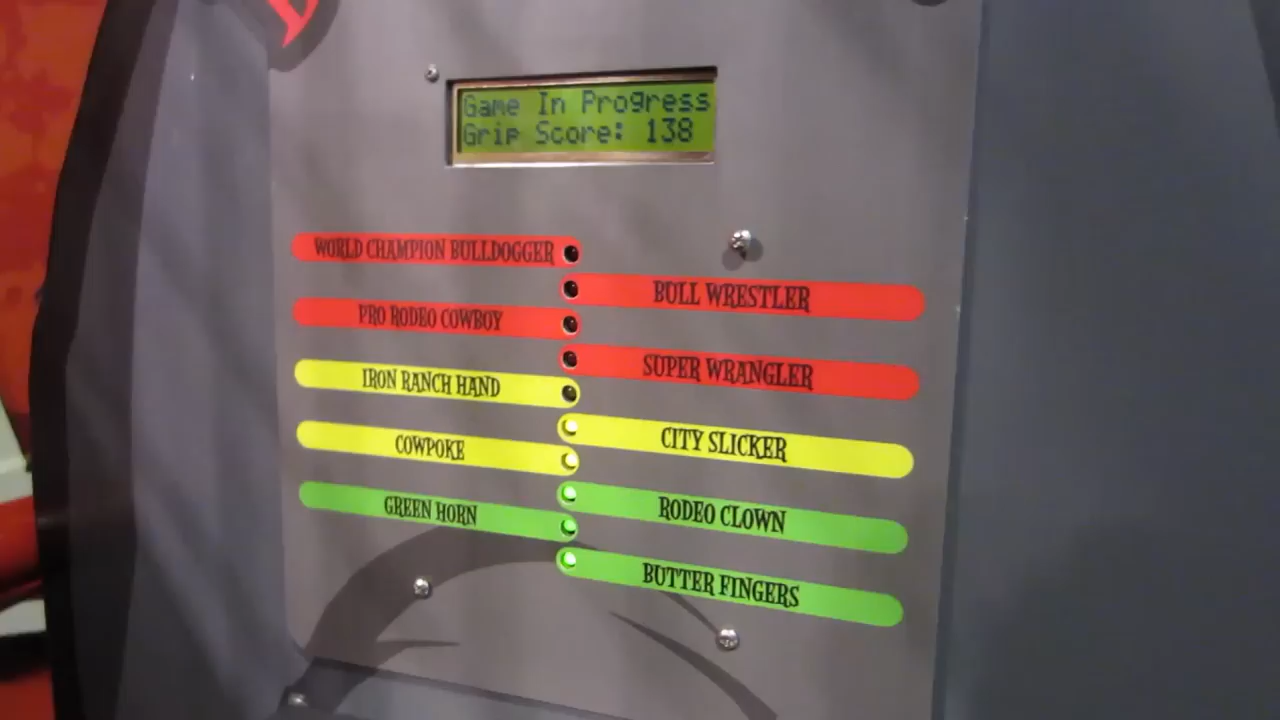 Game In Progress
Grip Score: 138
WORLD CHAMPION BULLDOGGER
BULL WRESTLER
PRO RODEO COWBOY
SUPER WRANGLER
IRON RANCH HAND
CITY SLICKER
COWPOKE
RODEO CLOWN
GREEN HORN
BUTTER FINGERS